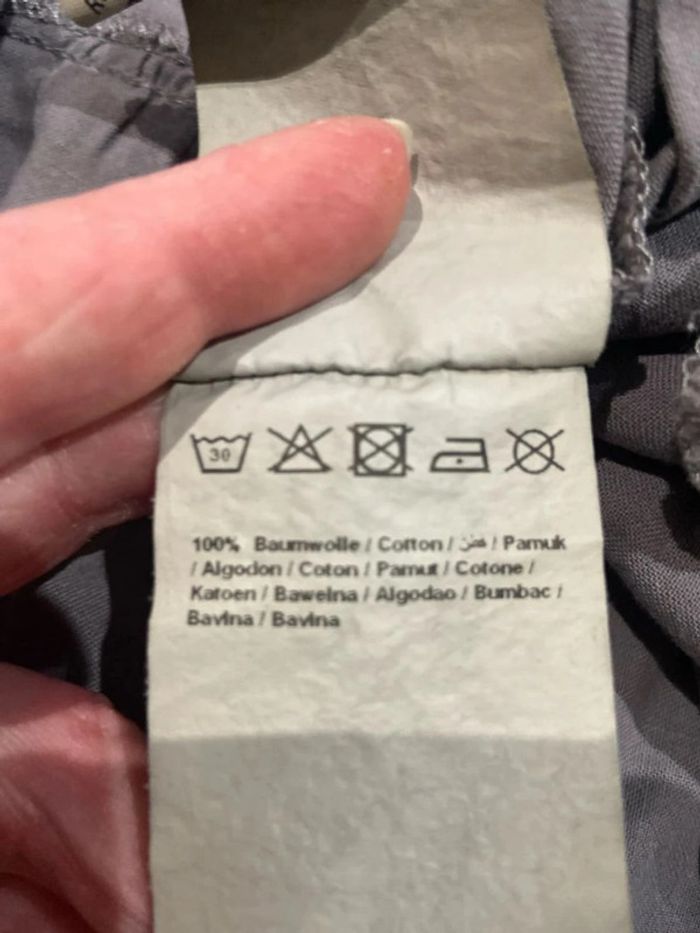 30
100% Baumwolle / Cotton / قطن / Pamuk
/ Algodon / Coton / Pamut / Cotone /
Katoen / Bawelna / Algodao / Bumbac /
Bavlna / Bavlna